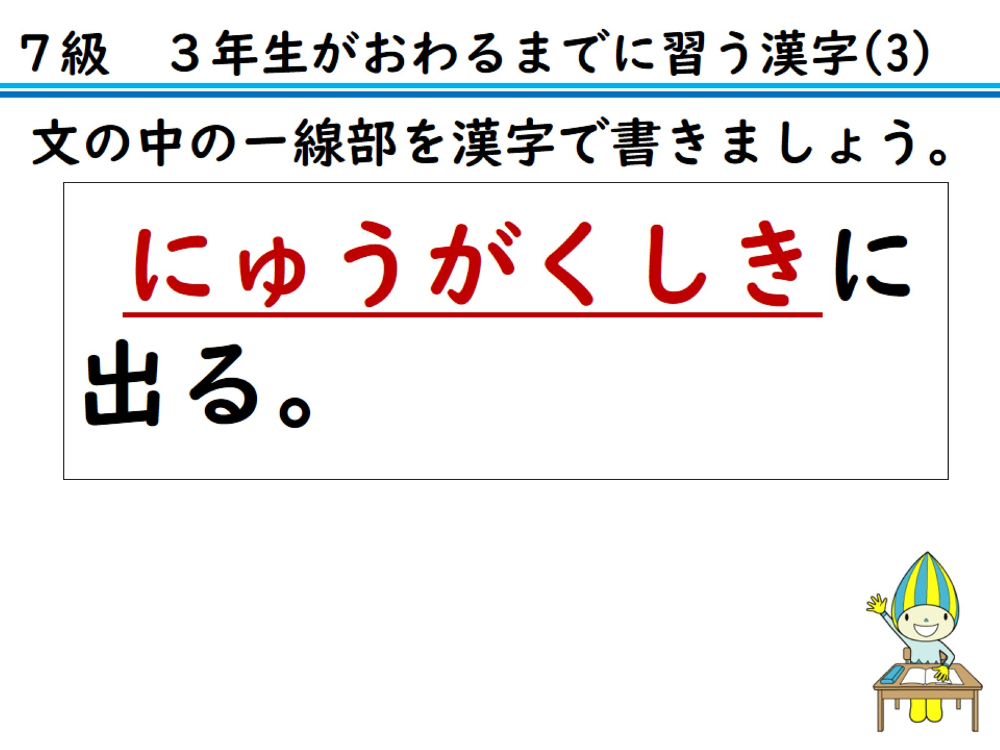 ７級　３年生がおわるまでに習う漢字(3)
文の中の一線部を漢字で書きましょう。
にゅうがくしきに
出る。